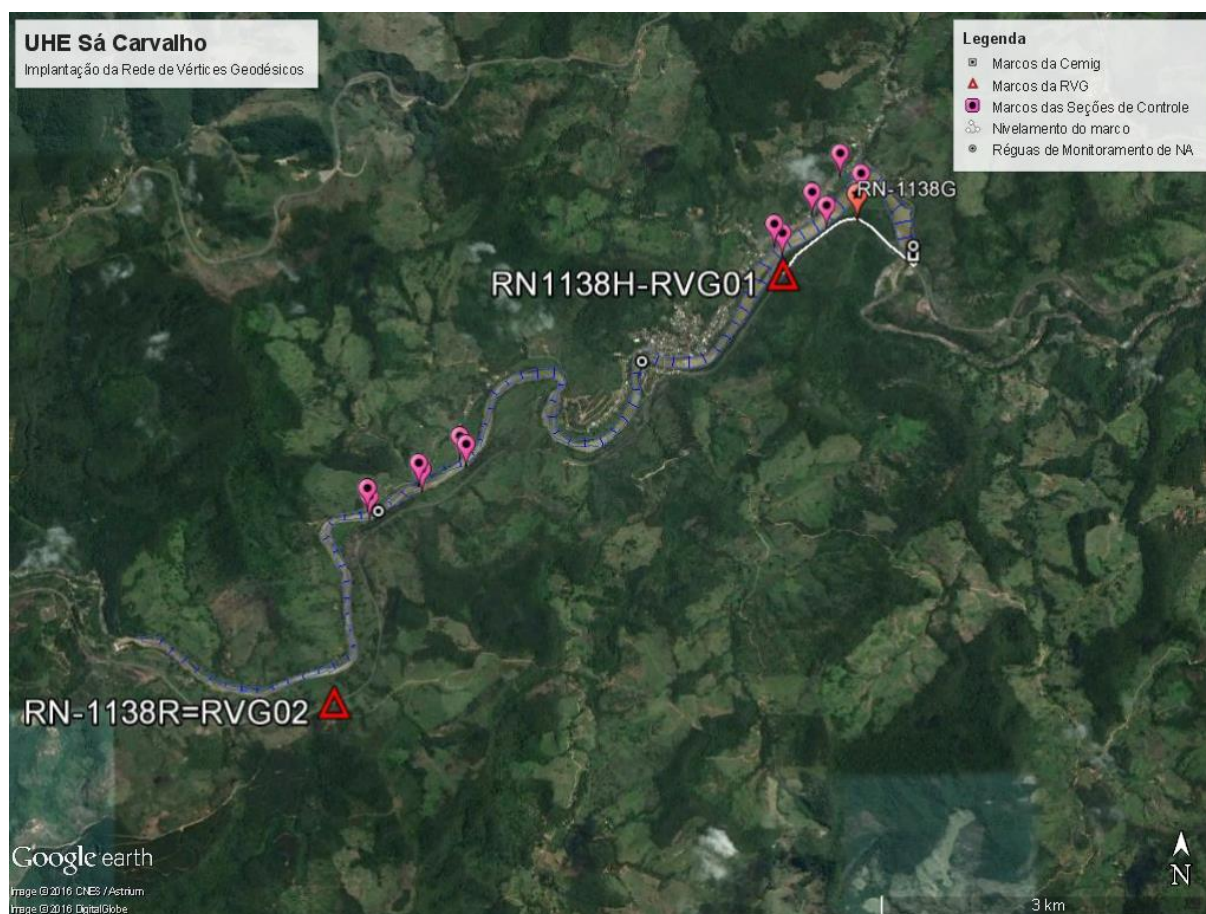 UHE Sá Carvalho
Implantação da Rede de Vértices Geodésicos
Legenda
Marcos da Cemig
Marcos da RVG
Marcos das Seções de Controle
Nivelamento do marco
Réguas de Monitoramento de NA
RN-1138G
RN1138H-RVG01
RN-1138R=RVG02
Google earth
Image © 2016 CNES / Astrium
Image © 2016 DigitalGlobe
N
3 km